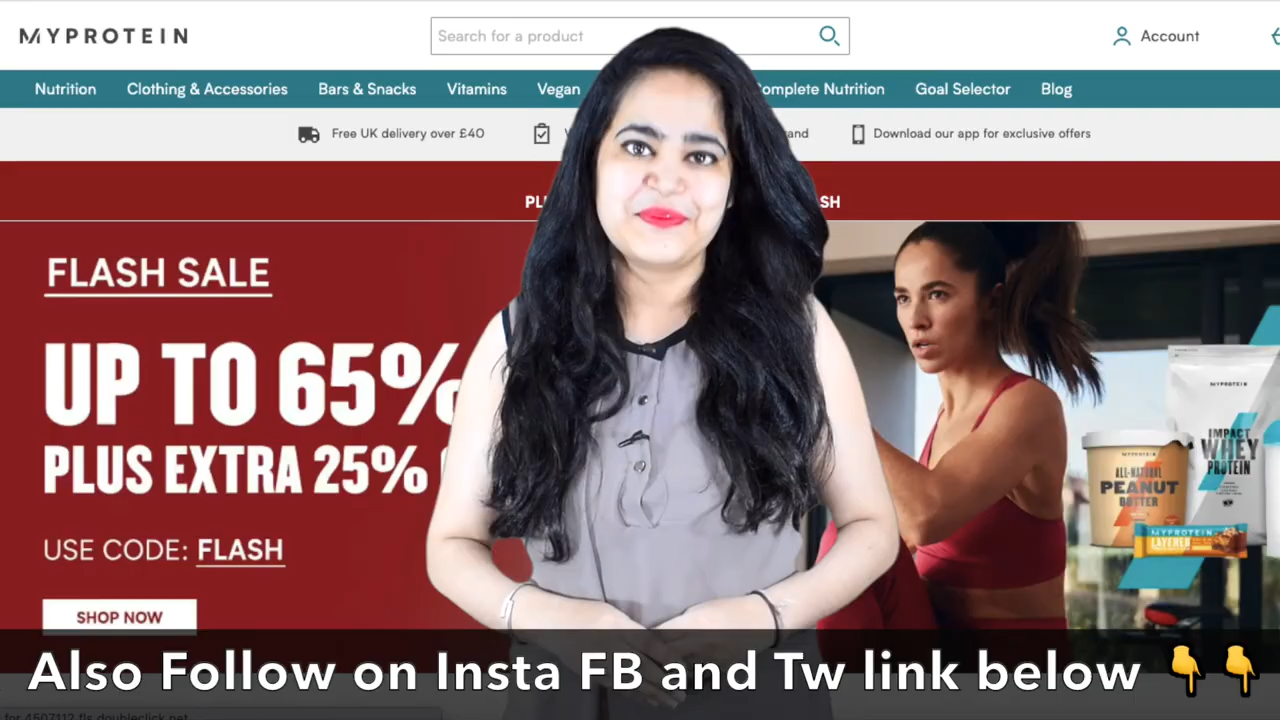 MYPROTEIN
Search for a product
Account
Nutrition Clothing & Accessories Bars & Snacks Vitamins Vegan Complete Nutrition Goal Selector Blog
Free UK delivery over £40
Download our app for exclusive offers
FLASH SALE
UP TO 65%
PLUS EXTRA 25%
USE CODE: FLASH
SHOP NOW
MYPROTEIN
IMPACT
WHEY
PROTEIN
MYPROTEIN
ALL-NATURAL
PEANUT
BUTTER
MYPROTEIN
LAYERED
Also Follow on Insta FB and Tw link below 👇👇